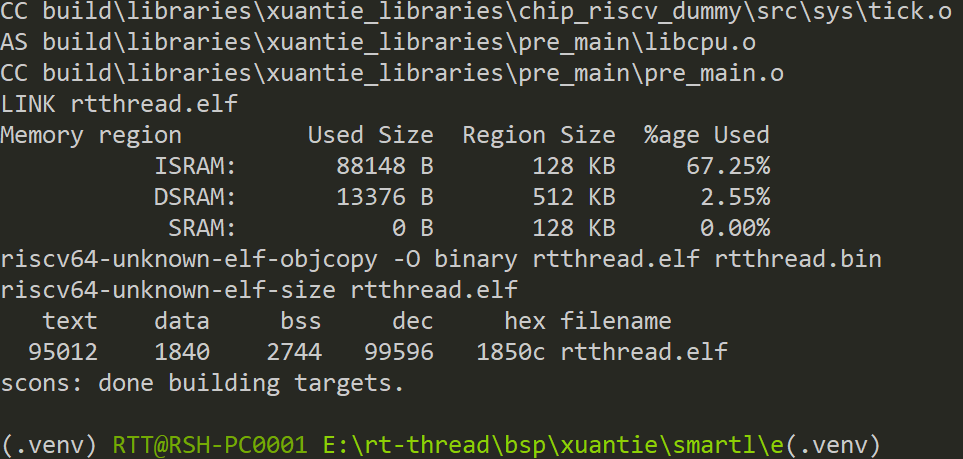 CC build\libraries\xuantie_libraries\chip_riscv_dummy\src\sys\tick.o
AS build\libraries\xuantie_libraries\pre_main\libcpu.o
CC build\libraries\xuantie_libraries\pre_main\pre_main.o
LINK rtthread.elf
Memory region         Used Size  Region Size  %age Used
           ISRAM:       88148 B       128 KB     67.25%
           DSRAM:       13376 B       512 KB      2.55%
            SRAM:           0 B       128 KB      0.00%
riscv64-unknown-elf-objcopy -O binary rtthread.elf rtthread.bin
riscv64-unknown-elf-size rtthread.elf
   text    data     bss     dec     hex filename
  95012    1840    2744   99596   1850c rtthread.elf
scons: done building targets.
(.venv) RTT@RSH-PC0001 E:\rt-thread\bsp\xuantie\smartl\e(.venv)